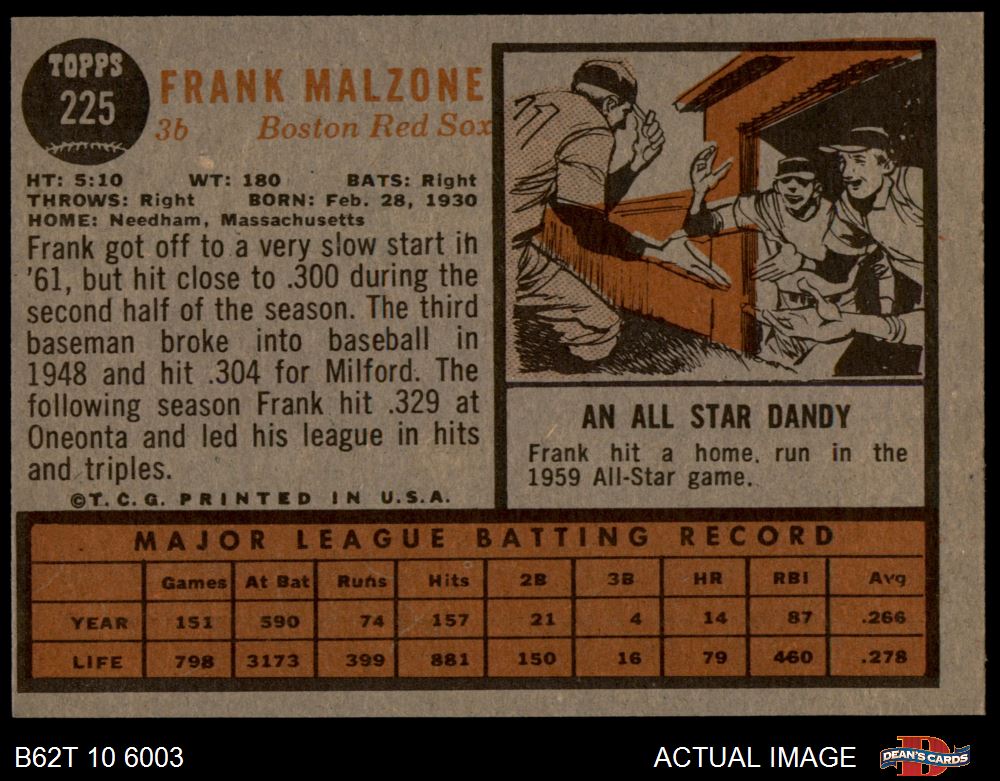 TOPPS
225
FRANK MALZONE
3b Boston Red Sox
HT: 5:10 WT: 180 BATS: Right
THROWS: Right BORN: Feb. 28, 1930
HOME: Needham, Massachusetts
Frank got off to a very slow start in
'61, but hit close to .300 during the
second half of the season. The third
baseman broke into baseball in
1948 and hit .304 for Milford. The
following season Frank hit .329 at
Oneonta and led his league in hits
and triples.
©T.C.G. PRINTED IN U.S.A.
AN ALL STAR DANDY
Frank hit a home. run in the
1959 All-Star game.
MAJOR LEAGUE BATTING RECORD
Games At Bat Runs Hits 2B 3B HR RBI Avg
YEAR 151 590 74 157 21 4 14 87 .266
LIFE 798 3173 399 881 150 16 79 460 .278
B62T 10 6003 ACTUAL IMAGE DEAN'S CARDS